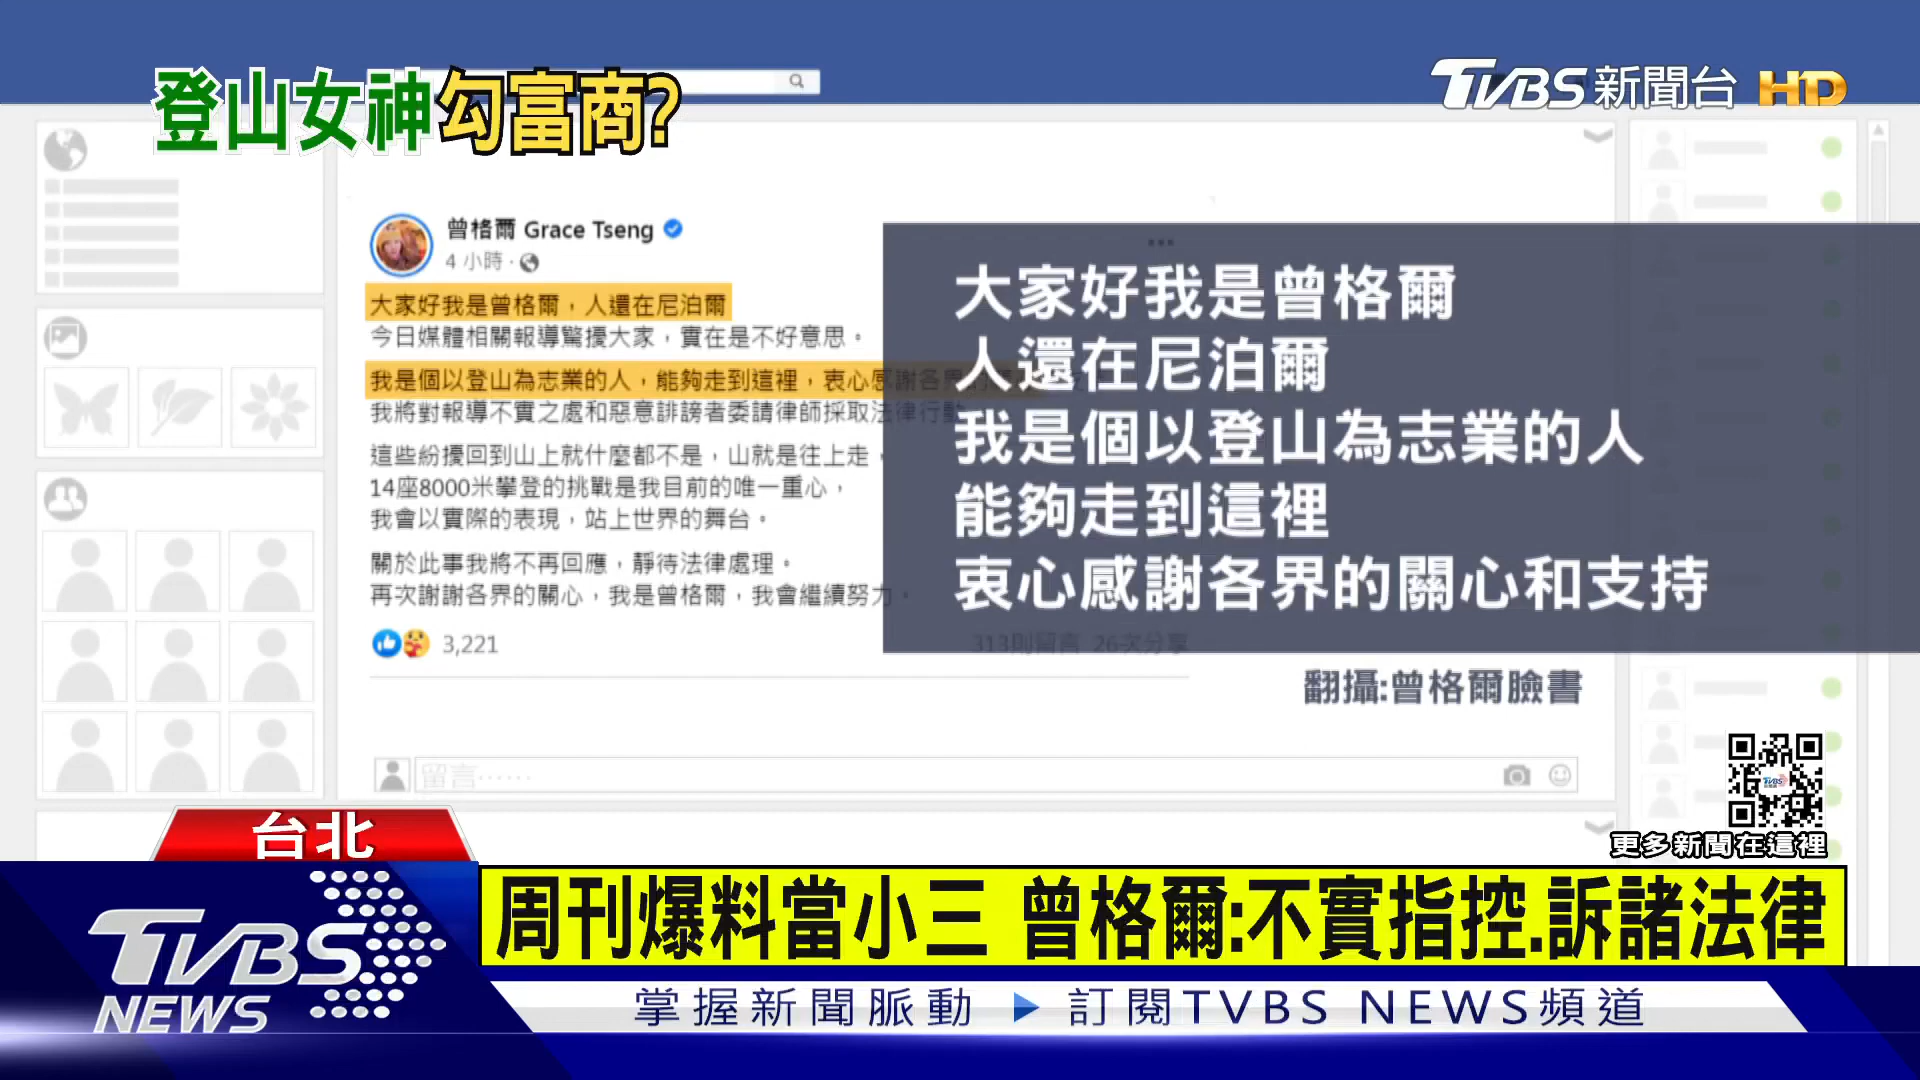 登山女神勾富商?
TVBS新聞台 HD
曾格爾 Grace Tseng
4 小時
大家好我是曾格爾，人還在尼泊爾
今日媒體相關報導驚擾大家，實在是不好意思。
我是個以登山為志業的人，能夠走到這裡，衷心感謝各界的
我將對報導不實之處和惡意誹謗者委請律師採取法律行動
這些紛擾回到山上就什麼都不是，山就是往上走，
14座8000米攀登的挑戰是我目前的唯一重心，
我會以實際的表現，站上世界的舞台。
關於此事我將不再回應，靜待法律處理。
再次謝謝各界的關心，我是曾格爾，我會繼續努力，
3,221
313則留言 26次分享
大家好我是曾格爾
人還在尼泊爾
我是個以登山為志業的人
能夠走到這裡
衷心感謝各界的關心和支持
翻攝:曾格爾臉書
留言⋯⋯
TVBS
更多新聞在這裡
台北
周刊爆料當小三 曾格爾:不實指控.訴諸法律
TVBS NEWS
掌握新聞脈動 ▶ 訂閱TVBS NEWS頻道